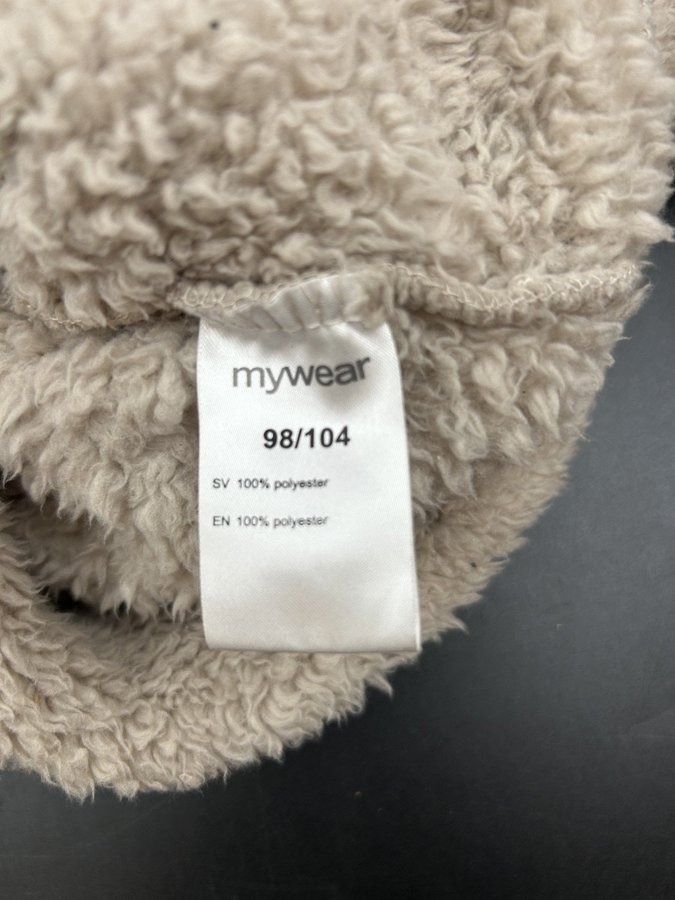 mywear
98/104
SV 100% polyester
EN 100% polyester